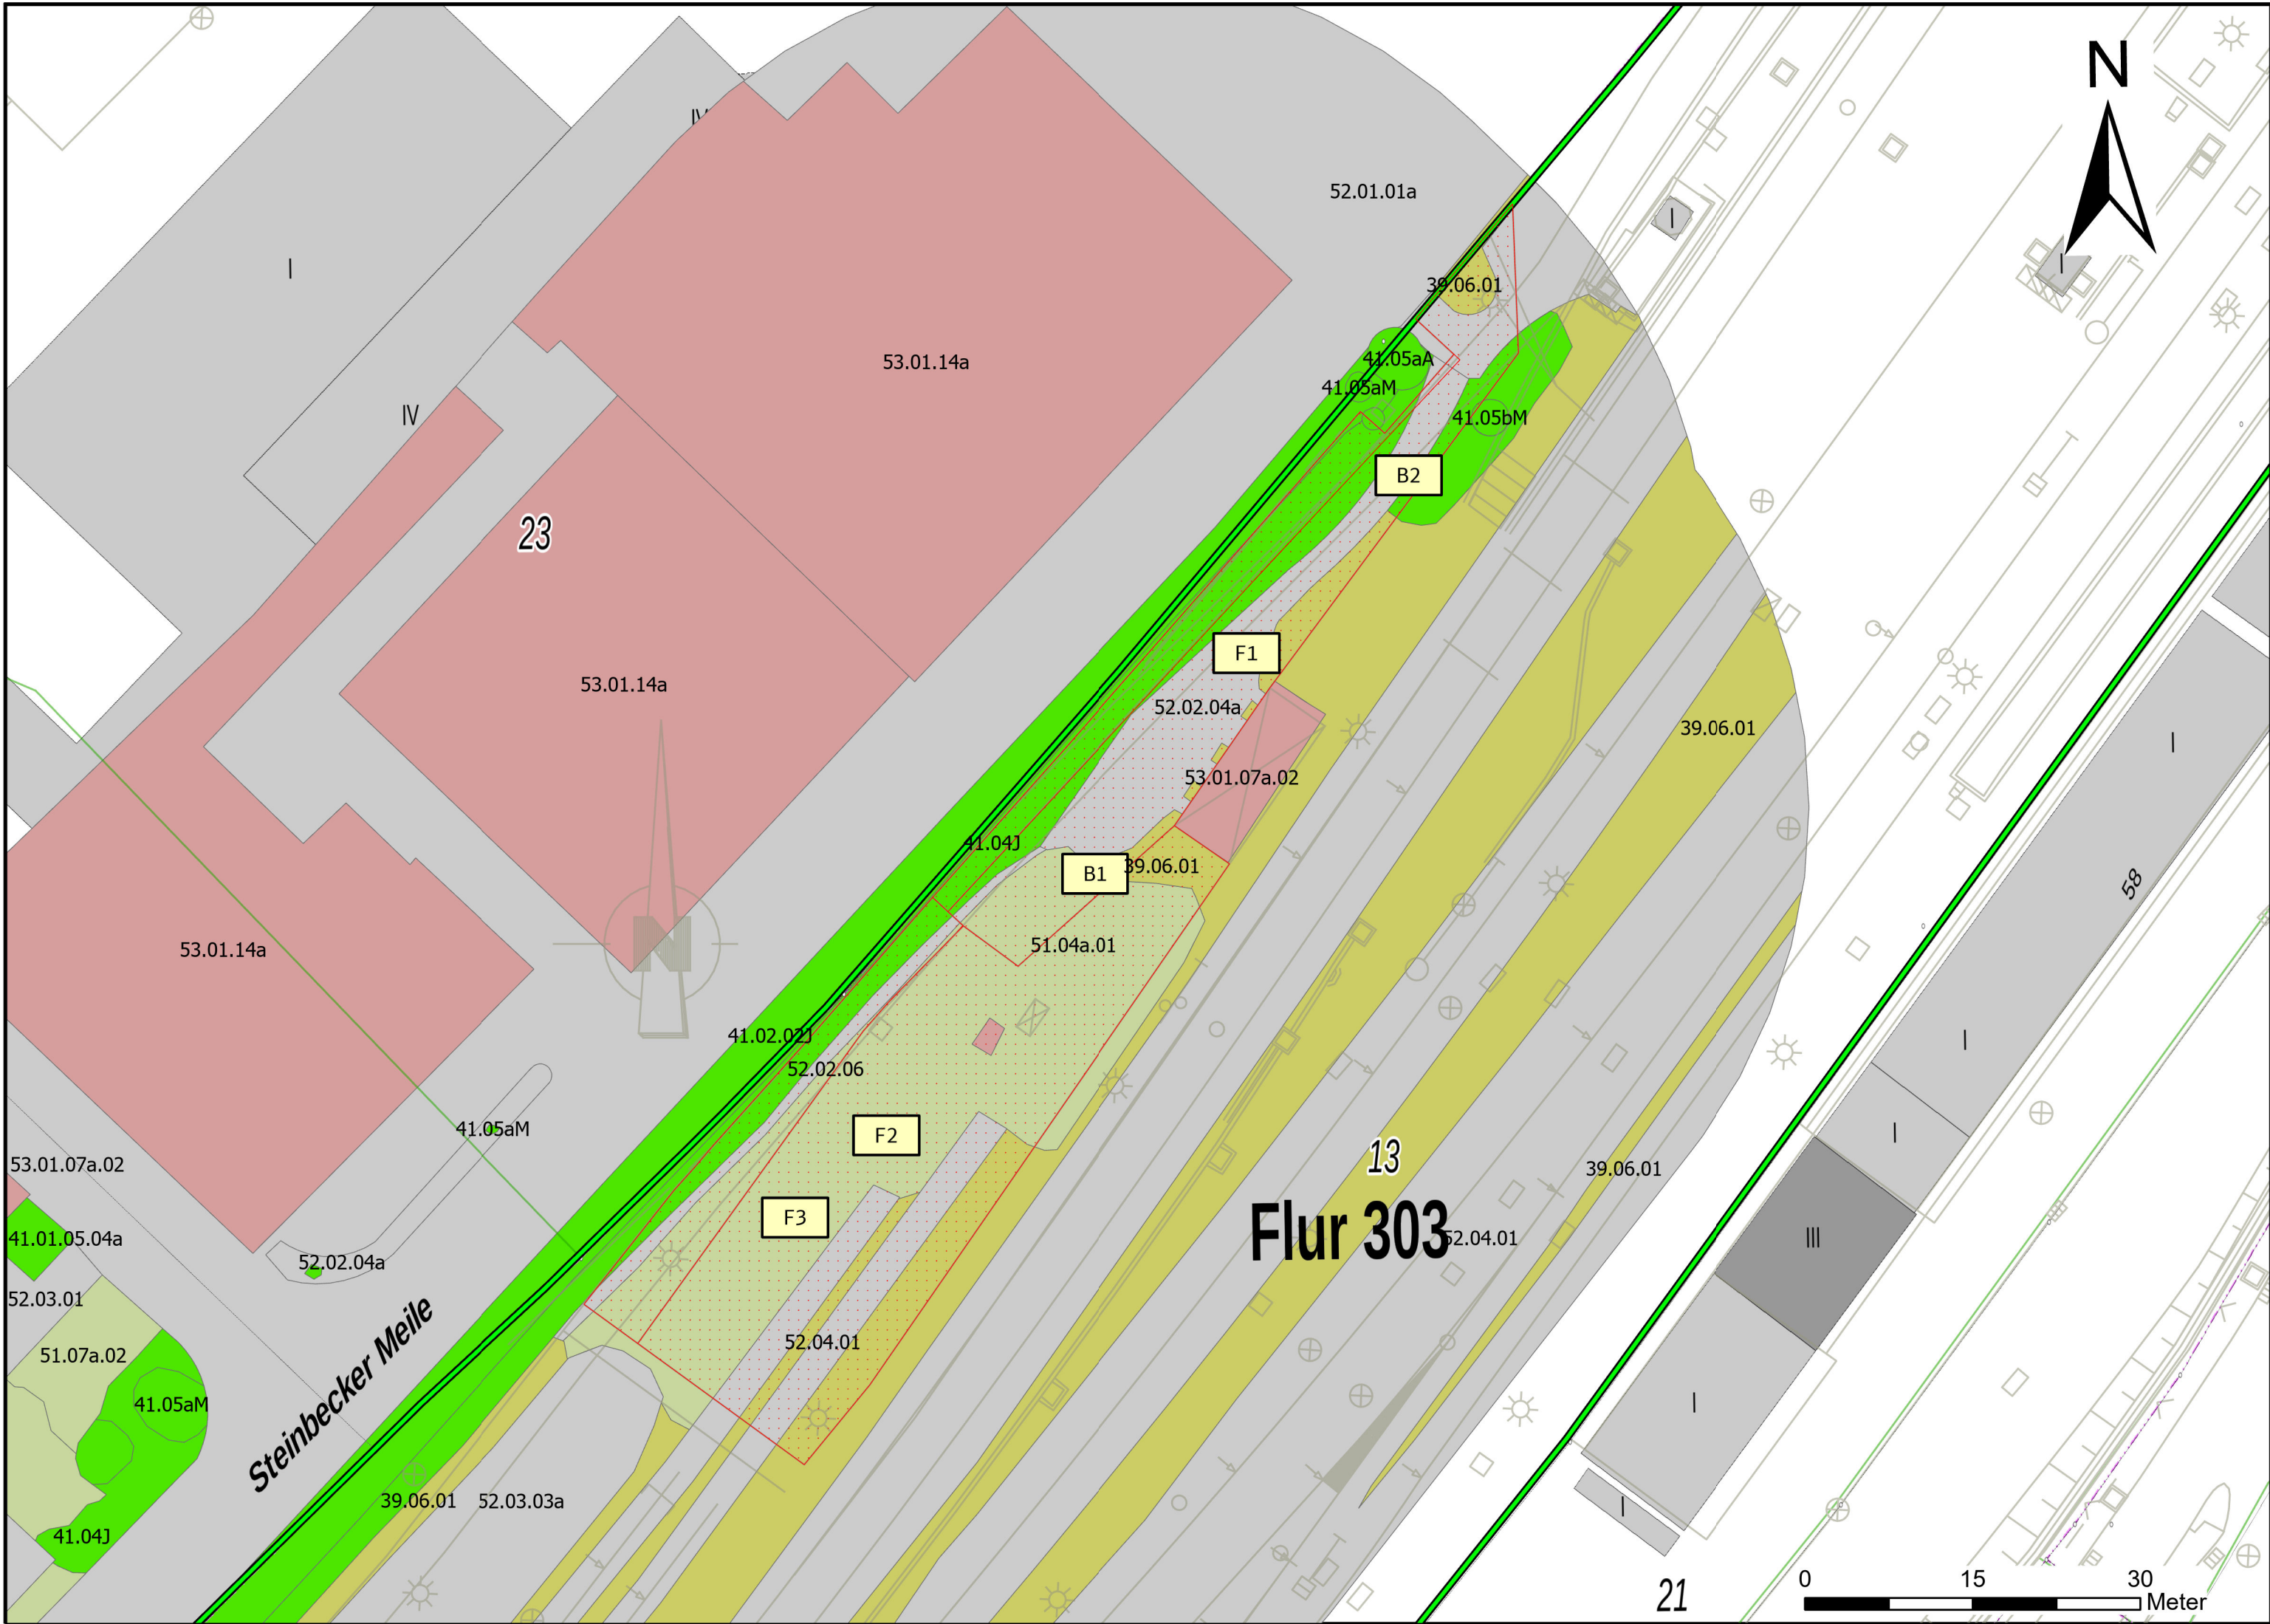 N
52.01.01a
IV
I
I
I
39.06.01
53.01.14a
41.05aA
41.05aM
IV
41.05bM
B2
23
F1
53.01.14a
52.02.04a
39.06.01
I
53.01.07a.02
41.04J
B1
39.06.01
58
53.01.14a
51.04a.01
N
41.02.02J
I
52.02.06
41.05aM
F2
I
53.01.07a.02
13
39.06.01
F3
Flur 303
41.01.05.04a
52.04.01
III
52.02.04a
52.03.01
Steinbecker Meile
52.04.01
51.07a.02
41.05aM
I
39.06.01
52.03.03a
I
41.04J
21
0 15 30
Meter